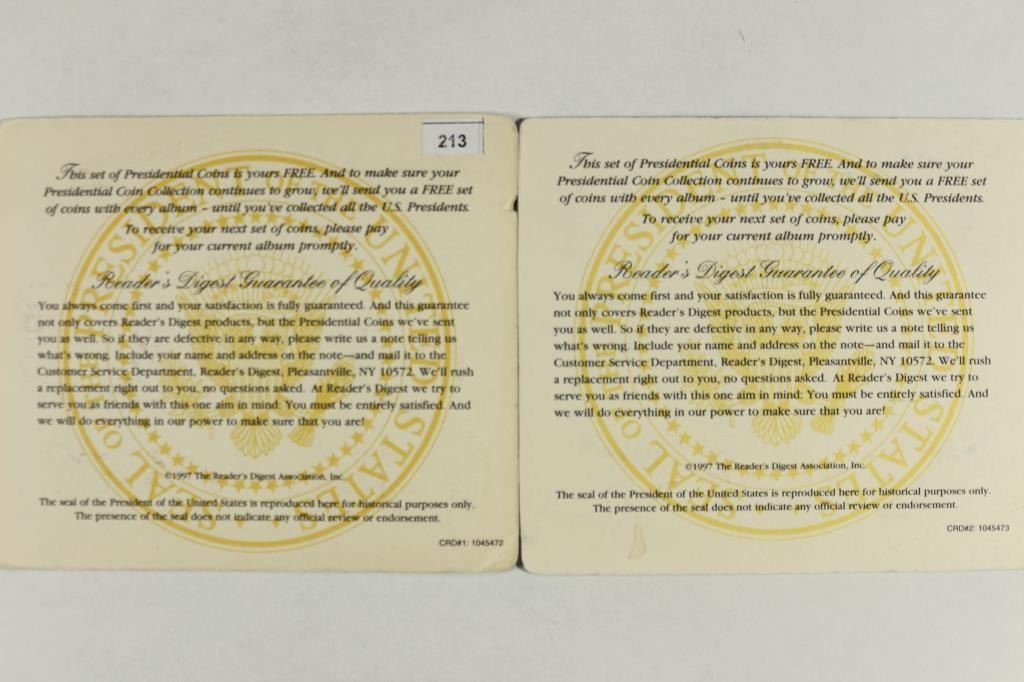 213
This set of Presidential Coins is yours FREE. And to make sure your
Presidential Coin Collection continues to grow, we'll send you a FREE set
of coins with every album – until you've collected all the U.S. Presidents.
To receive your next set of coins, please pay
for your current album promptly.
Reader's Digest Guarantee of Quality
You always come first and your satisfaction is fully guaranteed. And this guarantee
not only covers Reader's Digest products, but the Presidential Coins we've sent
you as well. So if they are defective in any way, please write us a note telling us
what's wrong. Include your name and address on the note—and mail it to the
Customer Service Department, Reader's Digest, Pleasantville, NY 10572. We'll rush
a replacement right out to you, no questions asked. At Reader's Digest we try to
serve you as friends with this one aim in mind: You must be entirely satisfied. And
we will do everything in our power to make sure that you are!
©1997 The Reader's Digest Association, Inc.
The seal of the President of the United States is reproduced here for historical purposes only.
The presence of the seal does not indicate any official review or endorsement.
CRD#1: 1045472
This set of Presidential Coins is yours FREE. And to make sure your
Presidential Coin Collection continues to grow, we'll send you a FREE set
of coins with every album – until you've collected all the U.S. Presidents.
To receive your next set of coins, please pay
for your current album promptly.
Reader's Digest Guarantee of Quality
You always come first and your satisfaction is fully guaranteed. And this guarantee
not only covers Reader's Digest products, but the Presidential Coins we've sent
you as well. So if they are defective in any way, please write us a note telling us
what's wrong. Include your name and address on the note—and mail it to the
Customer Service Department, Reader's Digest, Pleasantville, NY 10572. We'll rush
a replacement right out to you, no questions asked. At Reader's Digest we try to
serve you as friends with this one aim in mind: You must be entirely satisfied. And
we will do everything in our power to make sure that you are!
©1997 The Reader's Digest Association, Inc.
The seal of the President of the United States is reproduced here for historical purposes only.
The presence of the seal does not indicate any official review or endorsement.
CRD#2: 1045473